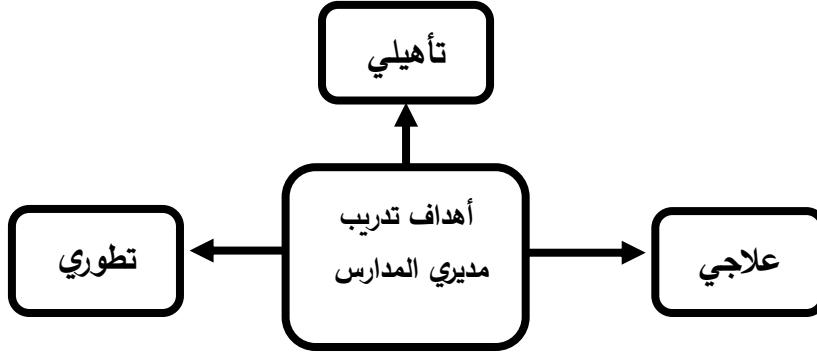 تأهيلي
أهداف تدريب
مديري المدارس
علاجي
تطوري